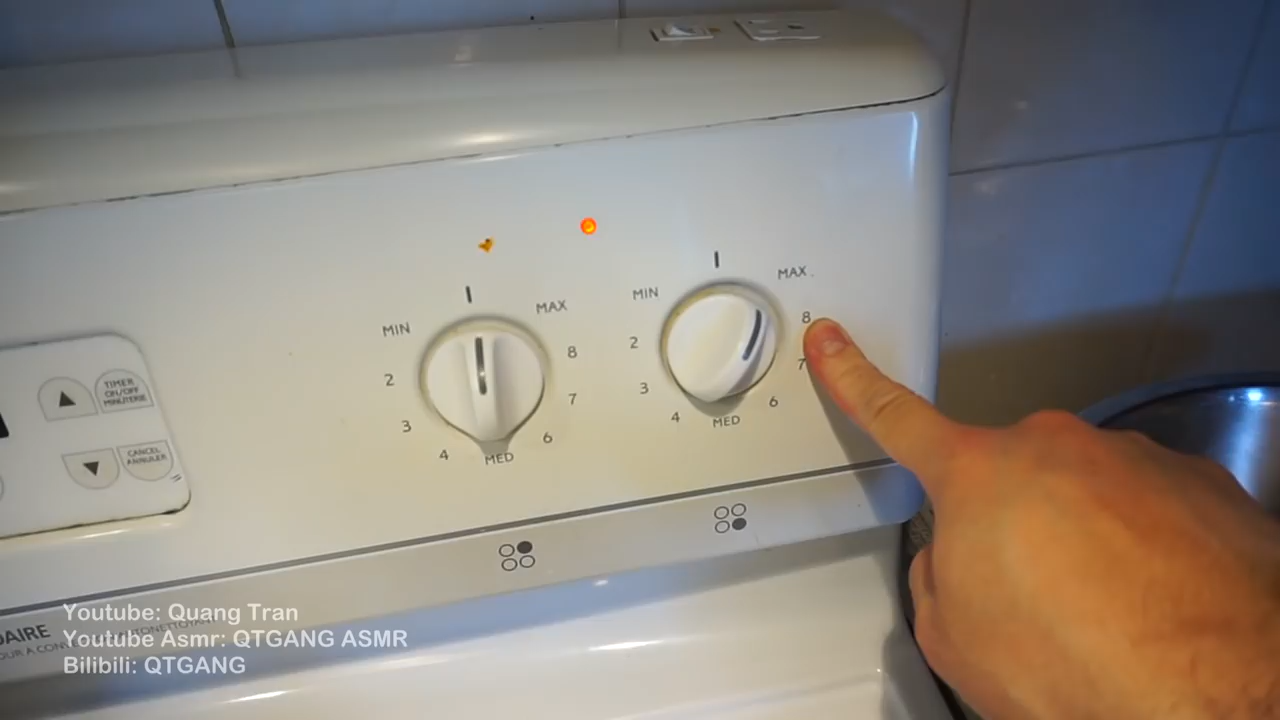 MAX
MIN
8
2
7
3
6
4
MED
MAX
MIN
8
2
7
3
6
4
MED
TIMER
ON/OFF
MINUTERIE
CANCEL
ANNULER
Youtube: Quang Tran
Youtube Asmr: QTGANG ASMR
Bilibili: QTGANG